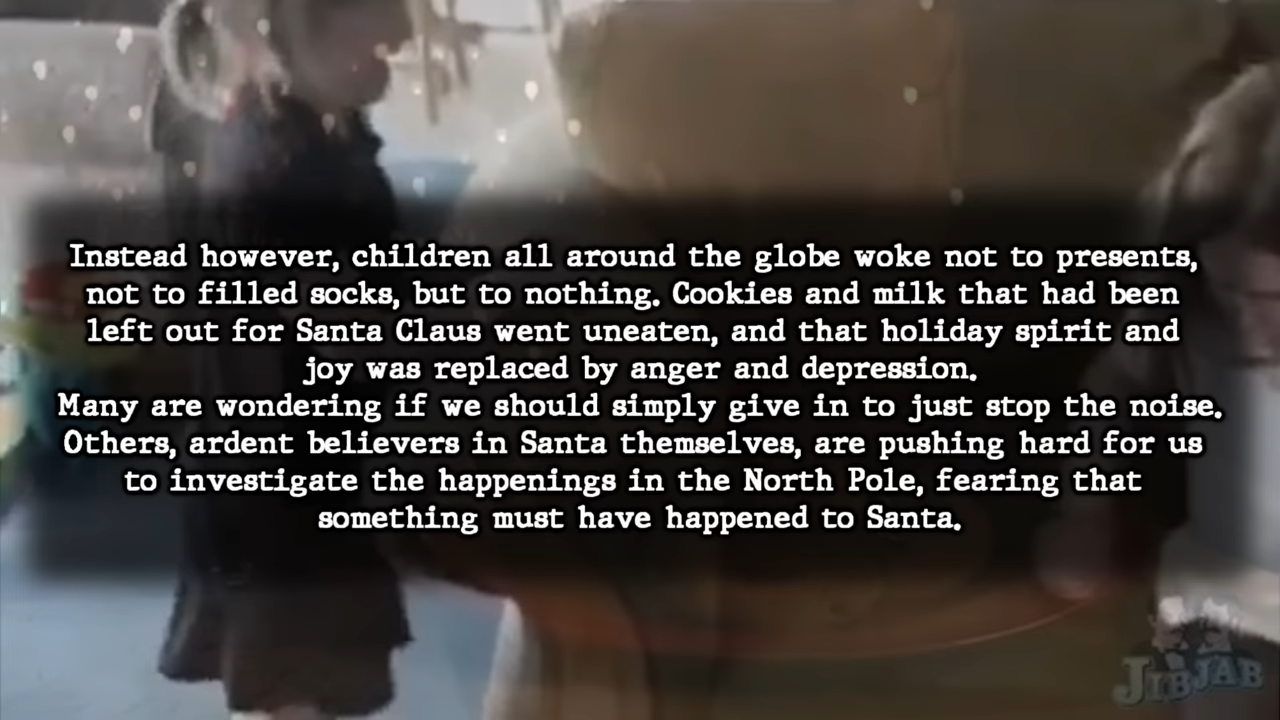 Instead however, children all around the globe woke not to presents,
not to filled socks, but to nothing. Cookies and milk that had been
left out for Santa Claus went uneaten, and that holiday spirit and
joy was replaced by anger and depression.
Many are wondering if we should simply give in to just stop the noise.
Others, ardent believers in Santa themselves, are pushing hard for us
to investigate the happenings in the North Pole, fearing that
something must have happened to Santa.
JIBJAB